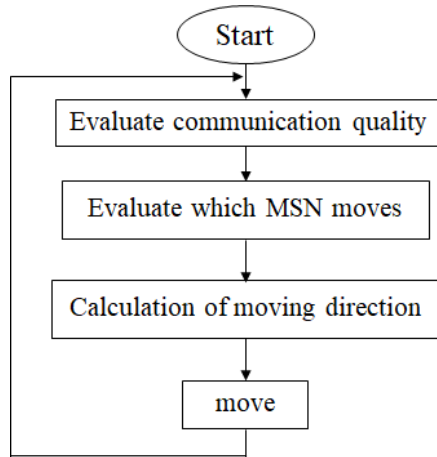 Start
Evaluate communication quality
Evaluate which MSN moves
Calculation of moving direction
move